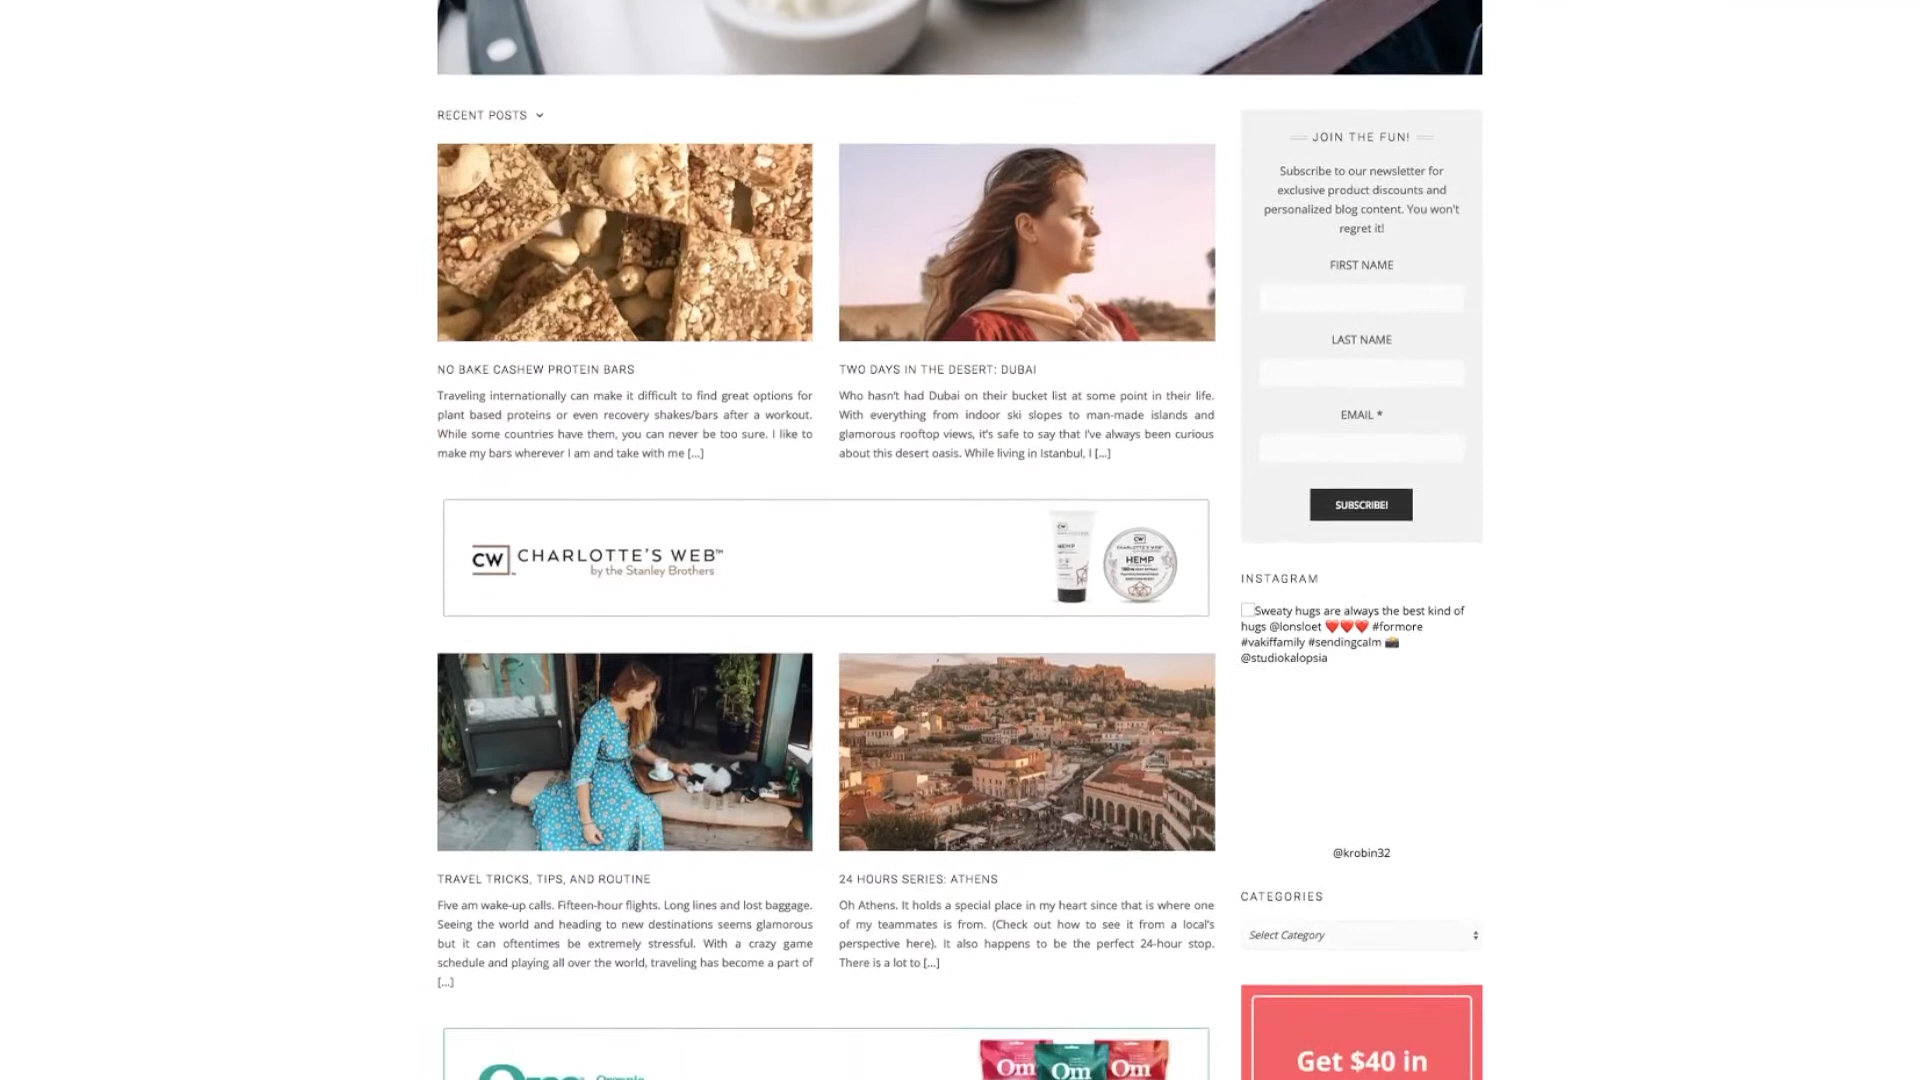 RECENT POSTS
NO BAKE CASHEW PROTEIN BARS
Traveling internationally can make it difficult to find great options for
plant based proteins or even recovery shakes/bars after a workout.
While some countries have them, you can never be too sure. I like to
make my bars wherever I am and take with me [...]
TWO DAYS IN THE DESERT: DUBAI
Who hasn't had Dubai on their bucket list at some point in their life.
With everything from indoor ski slopes to man-made islands and
glamorous rooftop views, it's safe to say that I've always been curious
about this desert oasis. While living in Istanbul, I [...]
CW CHARLOTTE'S WEB™
by the Stanley Brothers
CW
HEMP
CW
CHARLOTTE'S WEB
HEMP
TRAVEL TRICKS, TIPS, AND ROUTINE
Five am wake-up calls. Fifteen-hour flights. Long lines and lost baggage.
Seeing the world and heading to new destinations seems glamorous
but it can oftentimes be extremely stressful. With a crazy game
schedule and playing all over the world, traveling has become a part of
[...]
24 HOURS SERIES: ATHENS
Oh Athens. It holds a special place in my heart since that is where one
of my teammates is from. (Check out how to see it from a local's
perspective here). It also happens to be the perfect 24-hour stop.
There is a lot to [...]
Om Om Om
JOIN THE FUN!
Subscribe to our newsletter for
exclusive product discounts and
personalized blog content. You won't
regret it!
FIRST NAME
LAST NAME
EMAIL *
SUBSCRIBE!
INSTAGRAM
Sweaty hugs are always the best kind of
hugs @lonsloet ❤️❤️❤️ #formore
#vakiffamily #sendingcalm 📸
@studiokalopsia
@krobin32
CATEGORIES
Select Category
Get $40 in